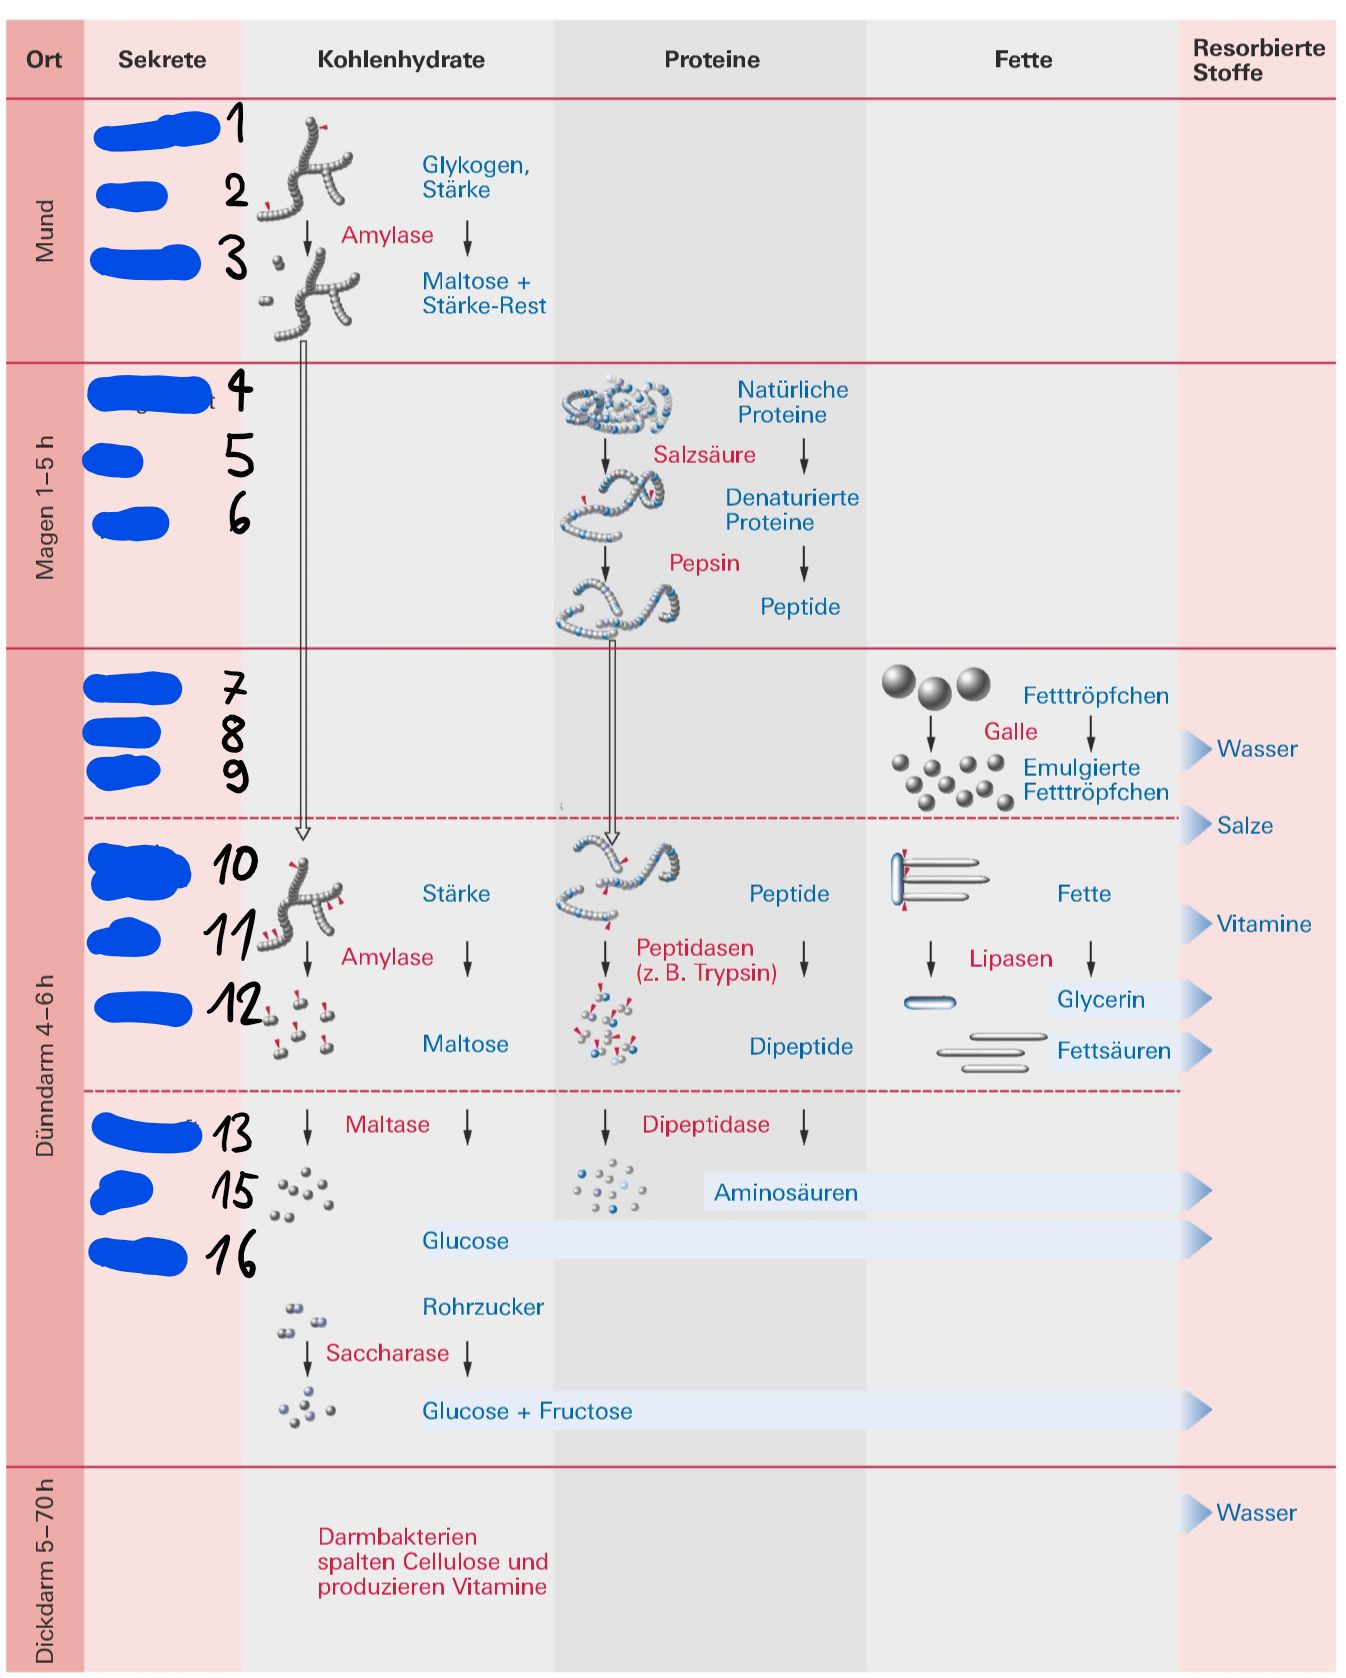 Ort
Sekrete
Kohlenhydrate
Proteine
Fette
Resorbierte
Stoffe
Mund
1
2
3
Glykogen,
Stärke
Amylase
Maltose +
Stärke-Rest
Magen 1–5 h
4
5
6
Natürliche
Proteine
Salzsäure
Denaturierte
Proteine
Pepsin
Peptide
Dünndarm 4–6 h
7
8
9
Fetttröpfchen
Galle
Emulgierte
Fetttröpfchen
Wasser
Salze
10
11
12
Stärke
Amylase
Maltose
Peptide
Peptidasen
(z. B. Trypsin)
Dipeptide
Fette
Lipasen
Glycerin
Fettsäuren
Vitamine
13
15
16
Maltase
Dipeptidase
Aminosäuren
Glucose
Rohrzucker
Saccharase
Glucose + Fructose
Dickdarm 5–70 h
Darmbakterien
spalten Cellulose und
produzieren Vitamine
Wasser